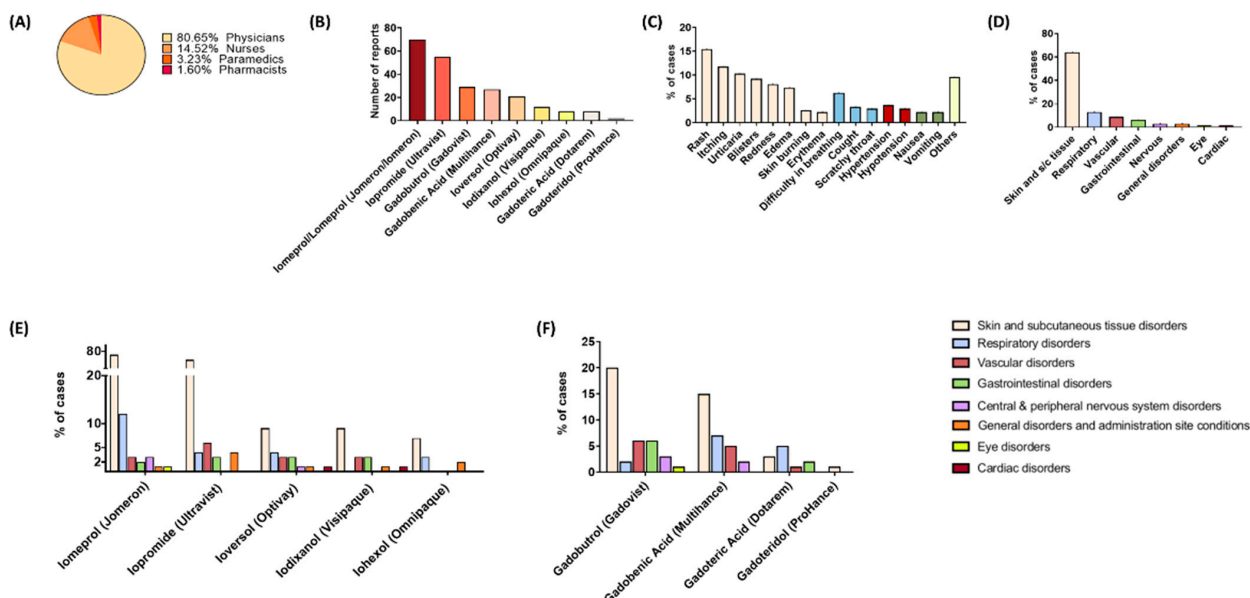 (A)
80.65% Physicians
14.52% Nurses
3.23% Paramedics
1.60% Pharmacists
(B)
Number of reports
80
60
40
20
0
Iomeprol/Lomeprol (Jomeron/Iomeron)
Iopromide (Ultravist)
Gadobutrol (Gadovist)
Gadobenic Acid (Multihance)
Ioversol (Optivay)
Iodixanol (Visipaque)
Iohexol (Omnipaque)
Gadoteric Acid (Dotarem)
Gadoteridol (ProHance)
(C)
% of cases
20
15
10
5
0
Rash
Itching
Urticaria
Blisters
Redness
Edema
Skin burning
Erythema
Difficulty in breathing
Cought
Scratchy throat
Hypertension
Hypotension
Nausea
Vomiting
Others
(D)
% of cases
80
60
40
20
0
Skin and s/c tissue
Respiratory
Vascular
Gastrointestinal
Nervous
General disorders
Eye
Cardiac
(E)
% of cases
80
20
10
5
2
Iomeprol (Jomeron)
Iopromide (Ultravist)
Ioversol (Optivay)
Iodixanol (Visipaque)
Iohexol (Omnipaque)
(F)
% of cases
25
20
15
10
5
0
Gadobutrol (Gadovist)
Gadobenic Acid (Multihance)
Gadoteric Acid (Dotarem)
Gadoteridol (ProHance)
Skin and subcutaneous tissue disorders
Respiratory disorders
Vascular disorders
Gastrointestinal disorders
Central & peripheral nervous system disorders
General disorders and administration site conditions
Eye disorders
Cardiac disorders